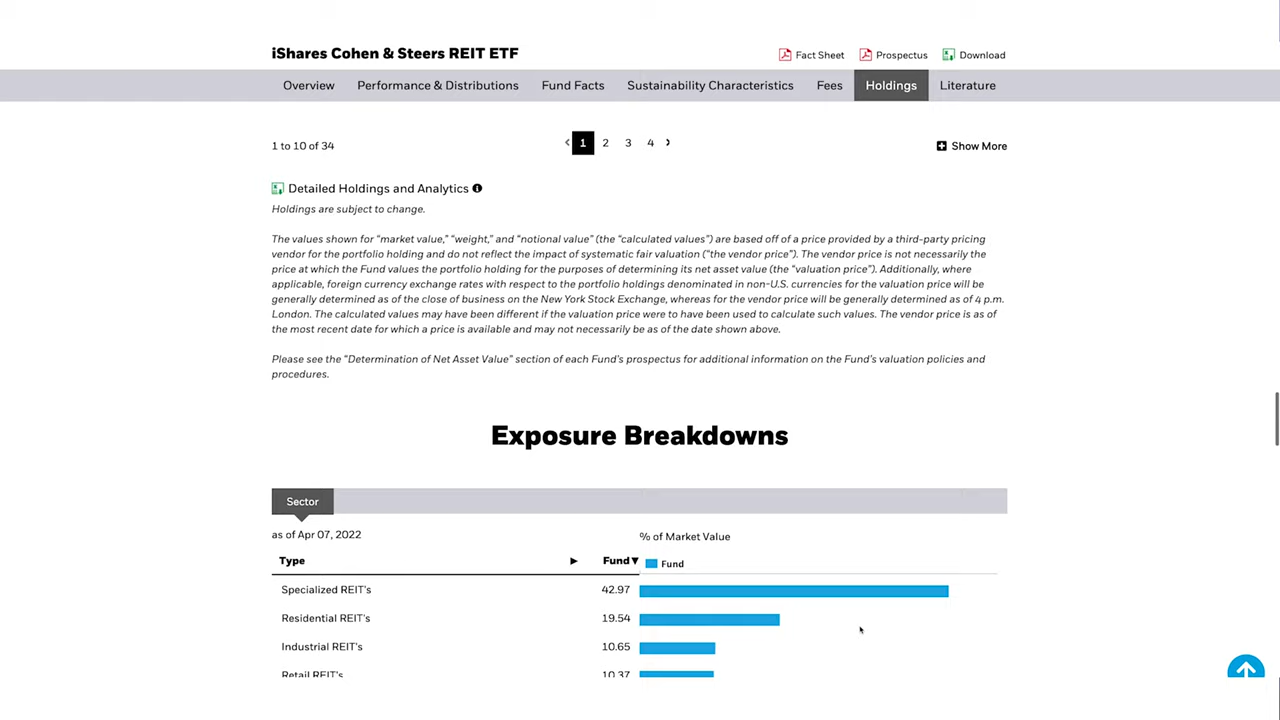 iShares Cohen & Steers REIT ETF
Fact Sheet Prospectus Download
Overview Performance & Distributions Fund Facts Sustainability Characteristics Fees Holdings Literature
1 to 10 of 34 1 2 3 4 Show More
Detailed Holdings and Analytics
Holdings are subject to change.
The values shown for “market value,” “weight,” and “notional value” (the “calculated values”) are based off of a price provided by a third-party pricing
vendor for the portfolio holding and do not reflect the impact of systematic fair valuation (“the vendor price”). The vendor price is not necessarily the
price at which the Fund values the portfolio holding for the purposes of determining its net asset value (the “valuation price”). Additionally, where
applicable, foreign currency exchange rates with respect to the portfolio holdings denominated in non-U.S. currencies for the valuation price will be
generally determined as of the close of business on the New York Stock Exchange, whereas for the vendor price will be generally determined as of 4 p.m.
London. The calculated values may have been different if the valuation price were to have been used to calculate such values. The vendor price is as of
the most recent date for which a price is available and may not necessarily be as of the date shown above.
Please see the “Determination of Net Asset Value” section of each Fund’s prospectus for additional information on the Fund’s valuation policies and
procedures.
Exposure Breakdowns
Sector
as of Apr 07, 2022 % of Market Value
Type Fund Fund
Specialized REIT's 42.97
Residential REIT's 19.54
Industrial REIT's 10.65
Retail REIT's 10.37